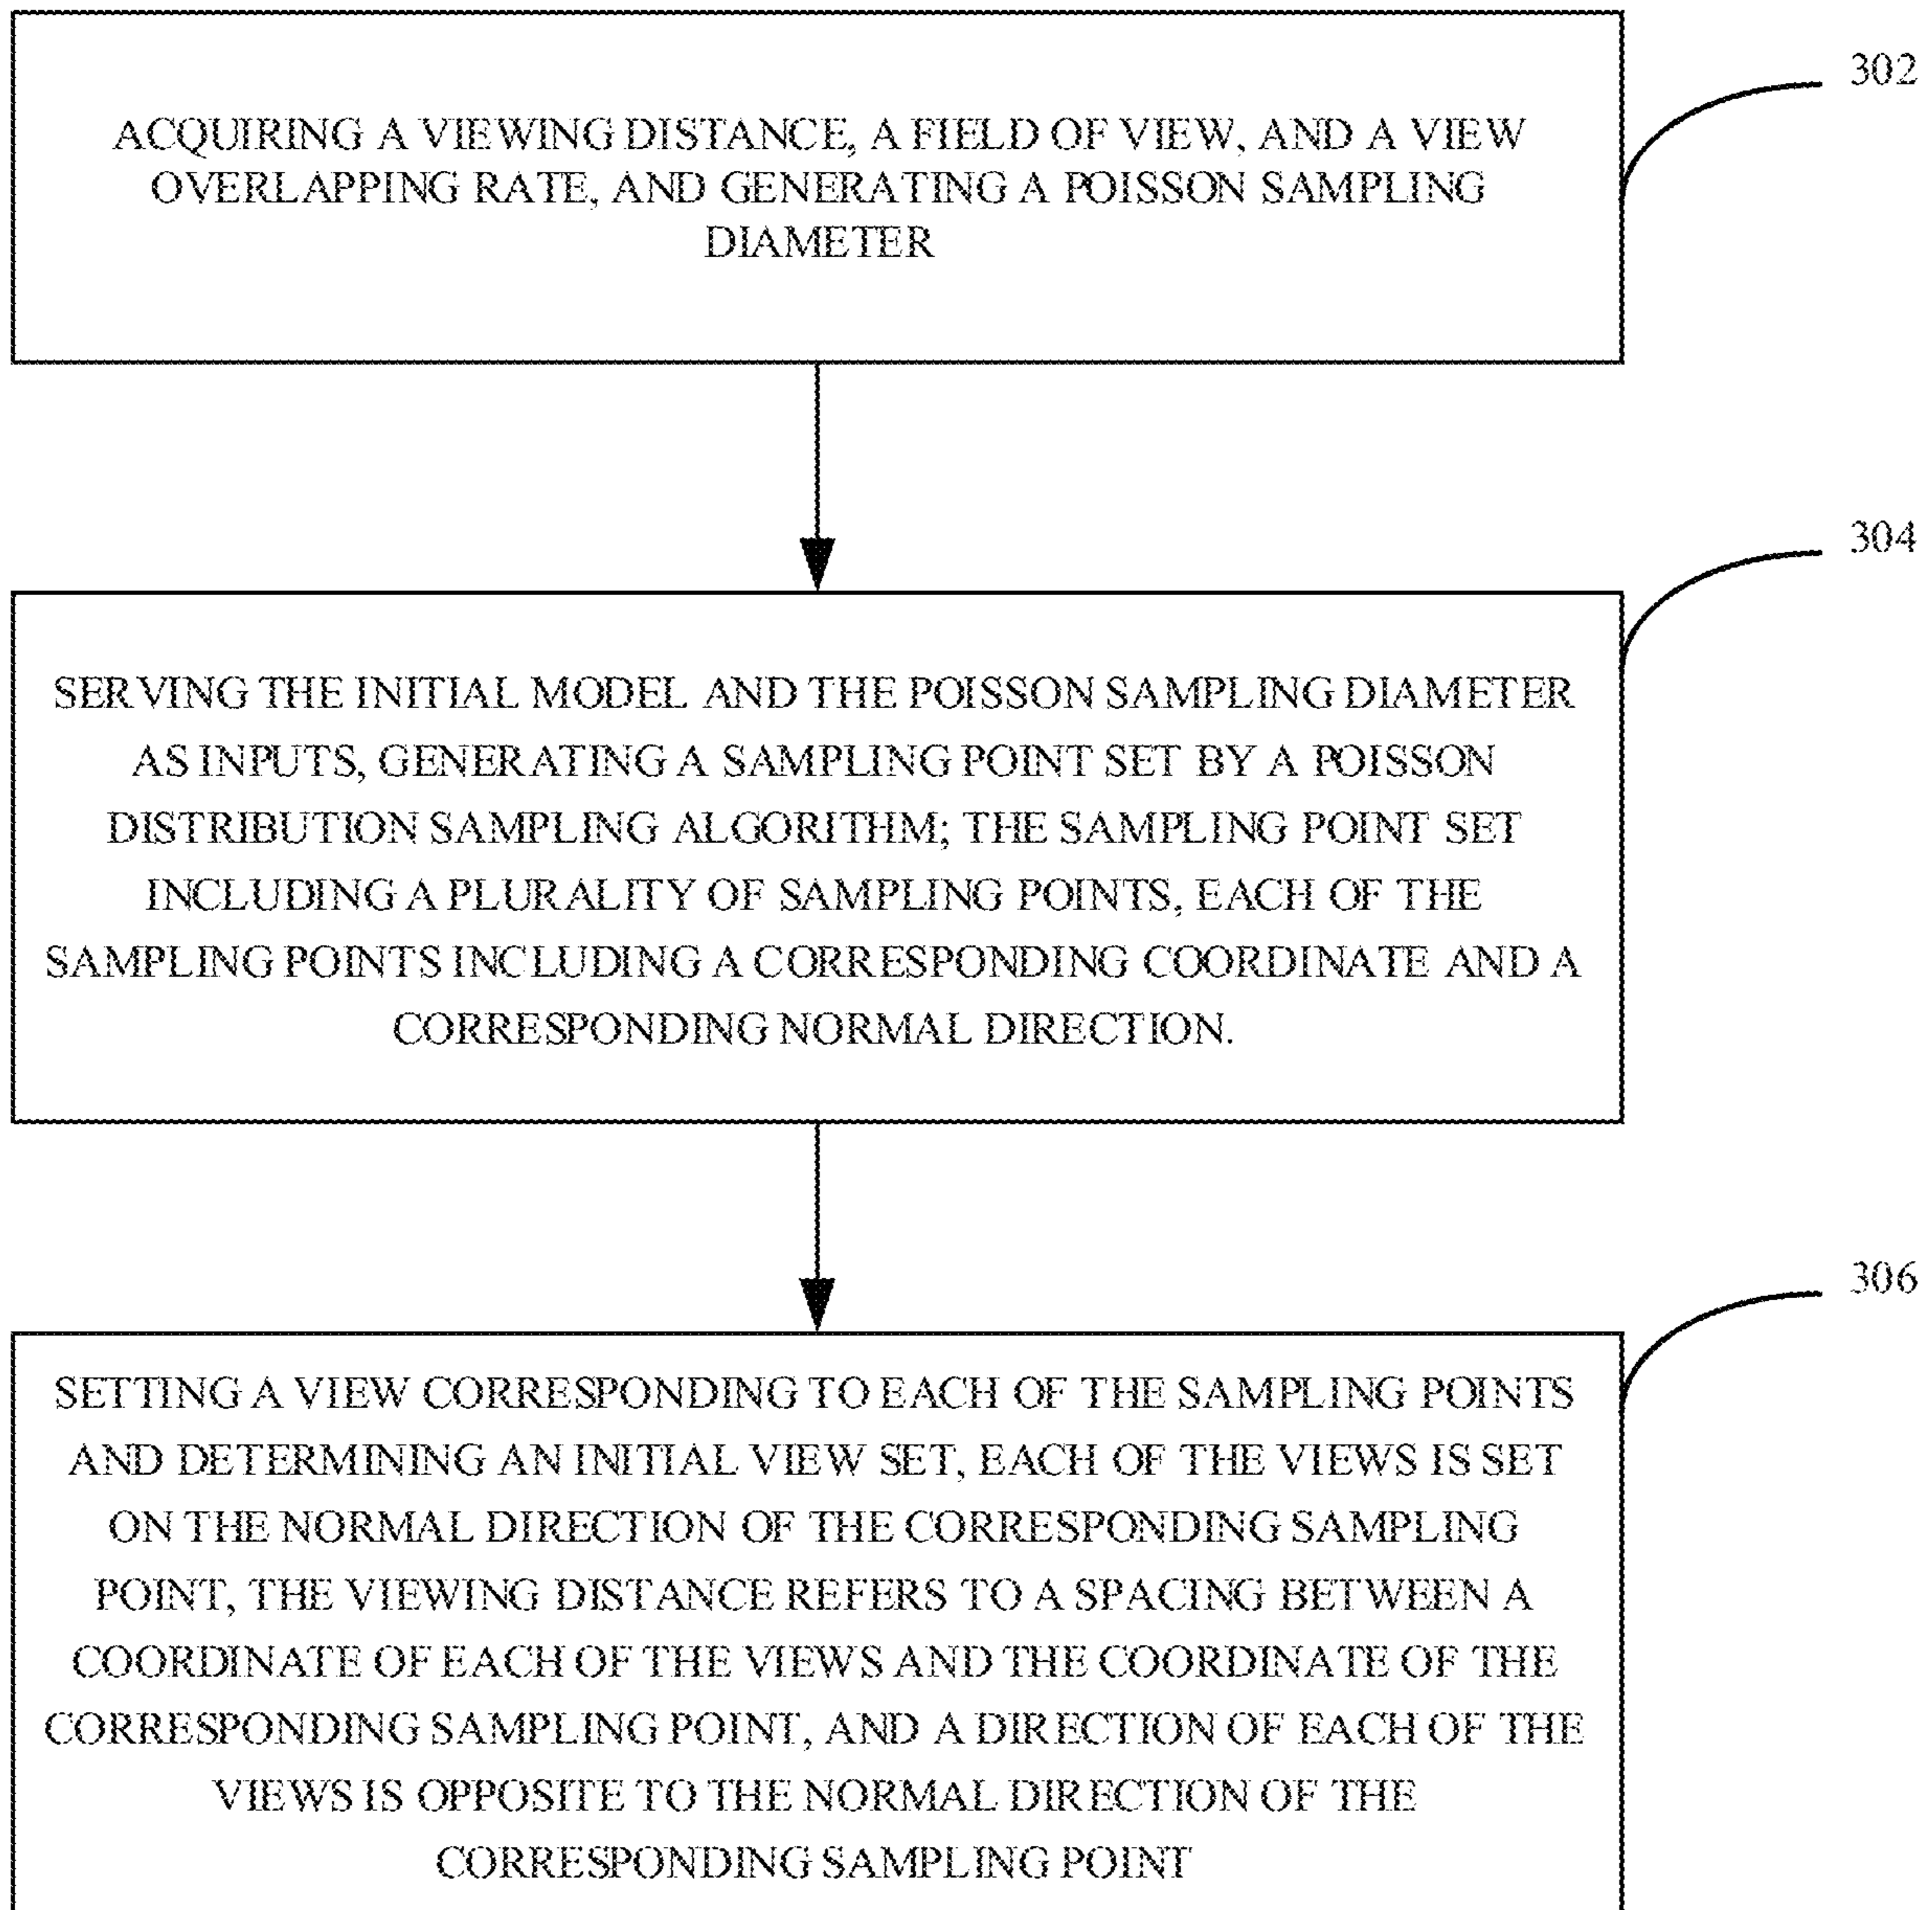 302
ACQUIRING A VIEWING DISTANCE, A FIELD OF VIEW, AND A VIEW
OVERLAPPING RATE, AND GENERATING A POISSON SAMPLING
DIAMETER
304
SERVING THE INITIAL MODEL AND THE POISSON SAMPLING DIAMETER
AS INPUTS, GENERATING A SAMPLING POINT SET BY A POISSON
DISTRIBUTION SAMPLING ALGORITHM; THE SAMPLING POINT SET
INCLUDING A PLURALITY OF SAMPLING POINTS, EACH OF THE
SAMPLING POINTS INCLUDING A CORRESPONDING COORDINATE AND A
CORRESPONDING NORMAL DIRECTION.
306
SETTING A VIEW CORRESPONDING TO EACH OF THE SAMPLING POINTS
AND DETERMINING AN INITIAL VIEW SET, EACH OF THE VIEWS IS SET
ON THE NORMAL DIRECTION OF THE CORRESPONDING SAMPLING
POINT, THE VIEWING DISTANCE REFERS TO A SPACING BETWEEN A
COORDINATE OF EACH OF THE VIEWS AND THE COORDINATE OF THE
CORRESPONDING SAMPLING POINT, AND A DIRECTION OF EACH OF THE
VIEWS IS OPPOSITE TO THE NORMAL DIRECTION OF THE
CORRESPONDING SAMPLING POINT